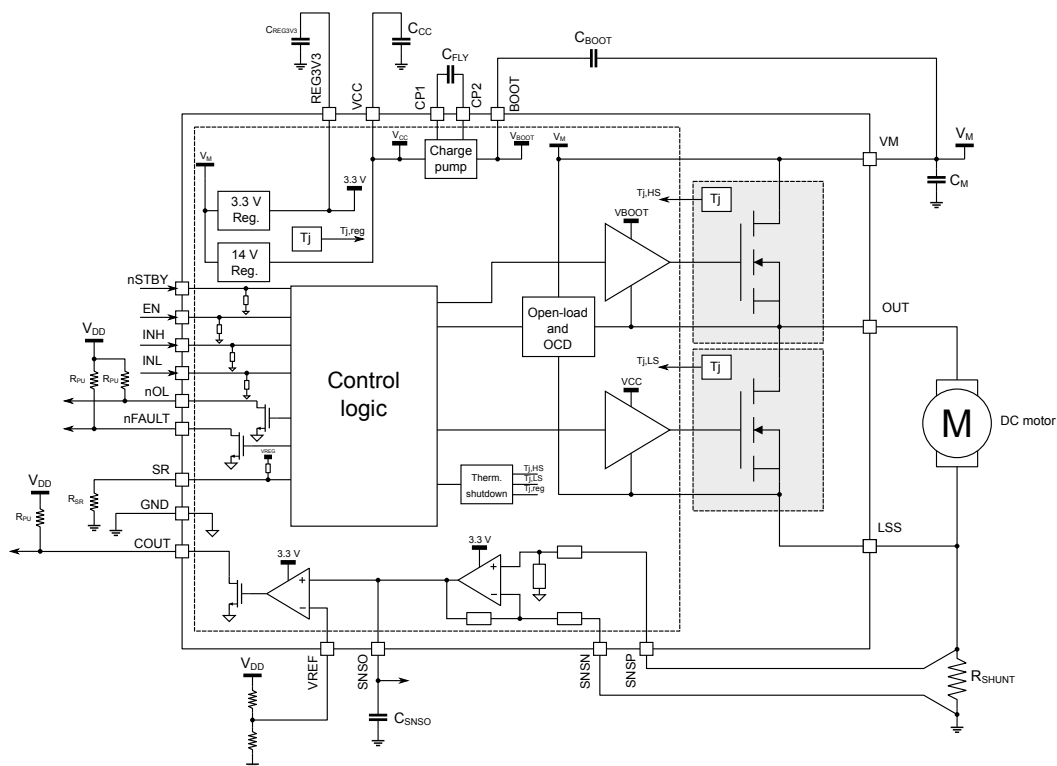 CREG3V3
CCC
CFLY
CBOOT
REG3V3
VCC
CP1
CP2
BOOT
VM
VM
CM
VM
VCC
Charge
pump
VBOOT
VM
3.3 V
3.3 V
Reg.
Tj
Tj,reg
14 V
Reg.
Tj,HS
Tj
VBOOT
nSTBY
EN
INH
INL
nOL
nFAULT
SR
GND
COUT
VDD
RPU
RPU
VDD
RPU
RSR
VREG
Control
logic
Open-load
and
OCD
OUT
Tj,LS
Tj
VCC
M
DC motor
Therm.
shutdown
Tj,HS
Tj,LS
Tj,reg
LSS
3.3 V
+
−
3.3 V
+
−
VREF
SNSO
SNSN
SNSP
VDD
CSNSO
RSHUNT